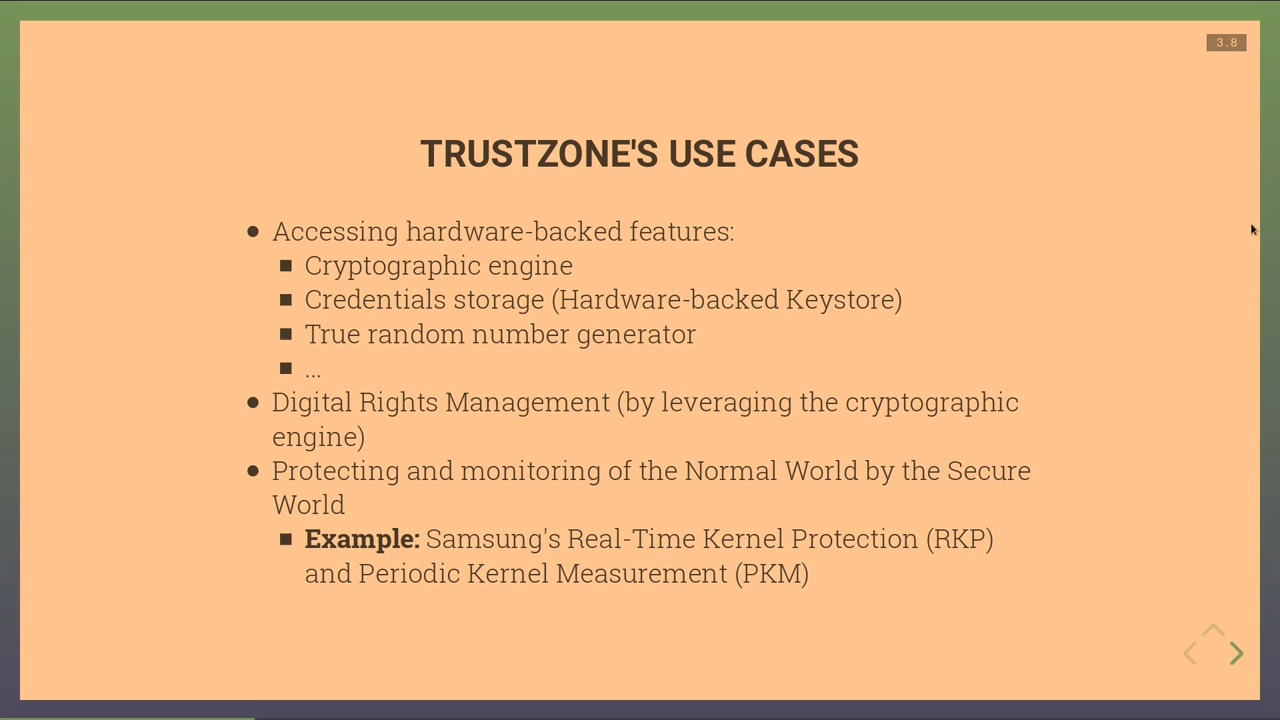 3.8
TRUSTZONE'S USE CASES
● Accessing hardware-backed features:
■ Cryptographic engine
■ Credentials storage (Hardware-backed Keystore)
■ True random number generator
■ ...
● Digital Rights Management (by leveraging the cryptographic
engine)
● Protecting and monitoring of the Normal World by the Secure
World
■ Example: Samsung's Real-Time Kernel Protection (RKP)
and Periodic Kernel Measurement (PKM)